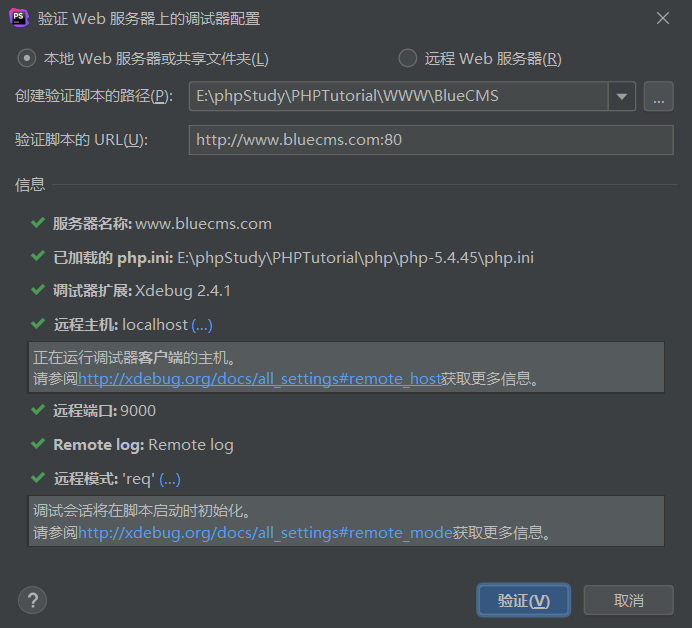 PS
验证 Web 服务器上的调试器配置
本地 Web 服务器或共享文件夹(L)
远程 Web 服务器(R)
创建验证脚本的路径(P):
E:\phpStudy\PHPTutorial\WWW\BlueCMS
...
验证脚本的 URL(U):
http://www.bluecms.com:80
信息
服务器名称: www.bluecms.com
已加载的 php.ini: E:\phpStudy\PHPTutorial\php\php-5.4.45\php.ini
调试器扩展: Xdebug 2.4.1
远程主机: localhost (...)
正在运行调试器客户端的主机。
请参阅http://xdebug.org/docs/all_settings#remote_host获取更多信息。
远程端口: 9000
Remote log: Remote log
远程模式: 'req' (...)
调试会话将在脚本启动时初始化。
请参阅http://xdebug.org/docs/all_settings#remote_mode获取更多信息。
?
验证(V)
取消